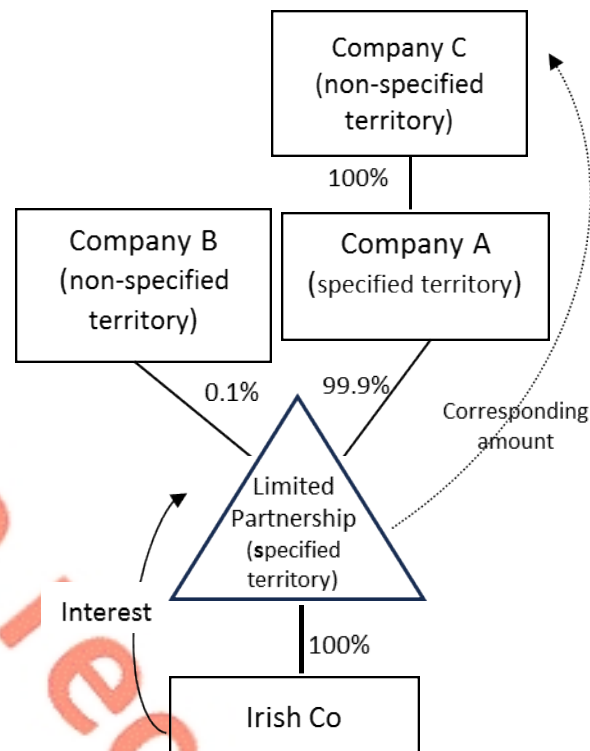 Company C
(non-specified
territory)
100%
Company B
(non-specified
territory)
Company A
(specified territory)
0.1%
99.9%
Corresponding
amount
Limited
Partnership
(specified
territory)
Interest
100%
Irish Co